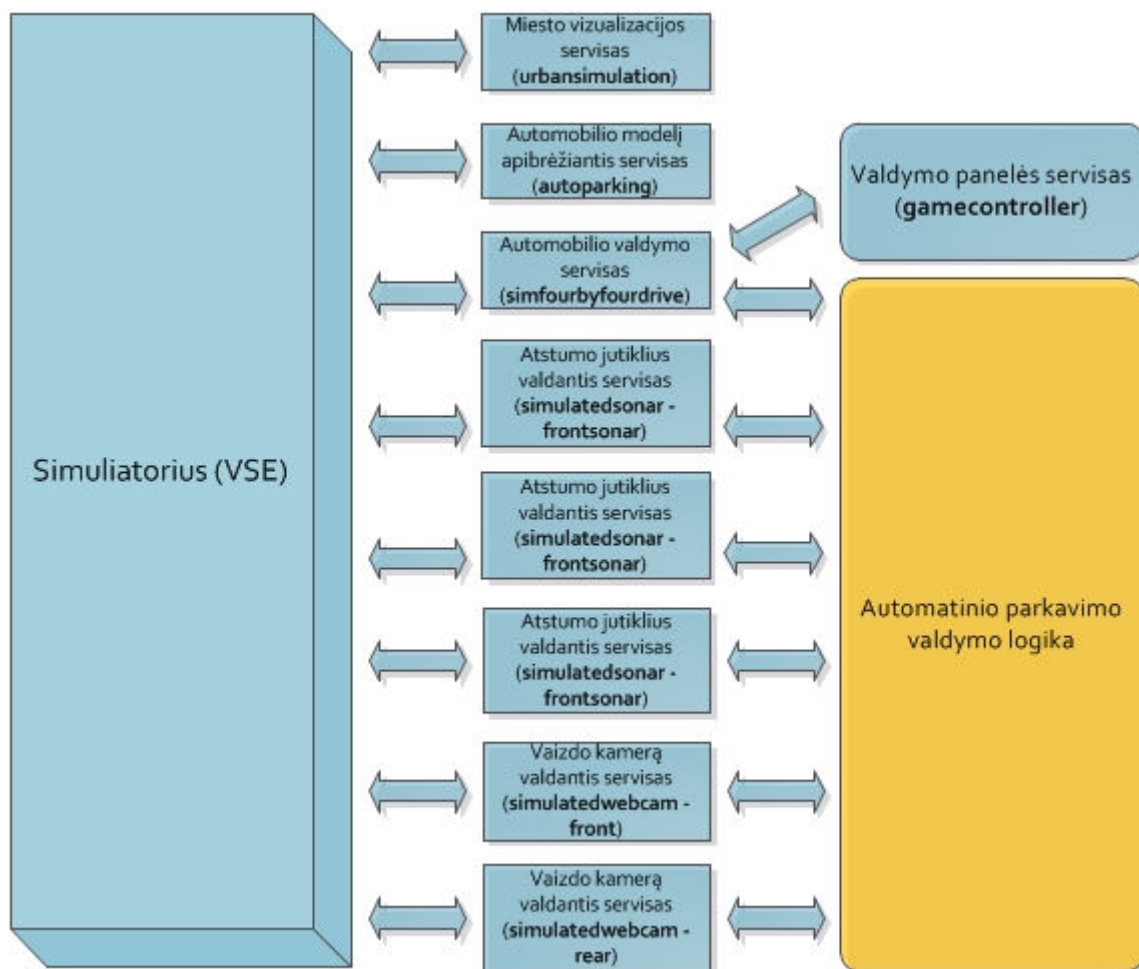 Simuliatorius (VSE)
Miesto vizualizacijos
servisas
(urbansimulation)
Automobilio modelį
apibrėžiantis servisas
(autoparking)
Automobilio valdymo
servisas
(simfourbyfourdrive)
Atstumo jutiklius
valdantis servisas
(simulatedsonar -
frontsonar)
Atstumo jutiklius
valdantis servisas
(simulatedsonar -
frontsonar)
Atstumo jutiklius
valdantis servisas
(simulatedsonar -
frontsonar)
Vaizdo kamerą
valdantis servisas
(simulatedwebcam -
front)
Vaizdo kamerą
valdantis servisas
(simulatedwebcam -
rear)
Valdymo panelės servisas
(gamecontroller)
Automatinio parkavimo
valdymo logika